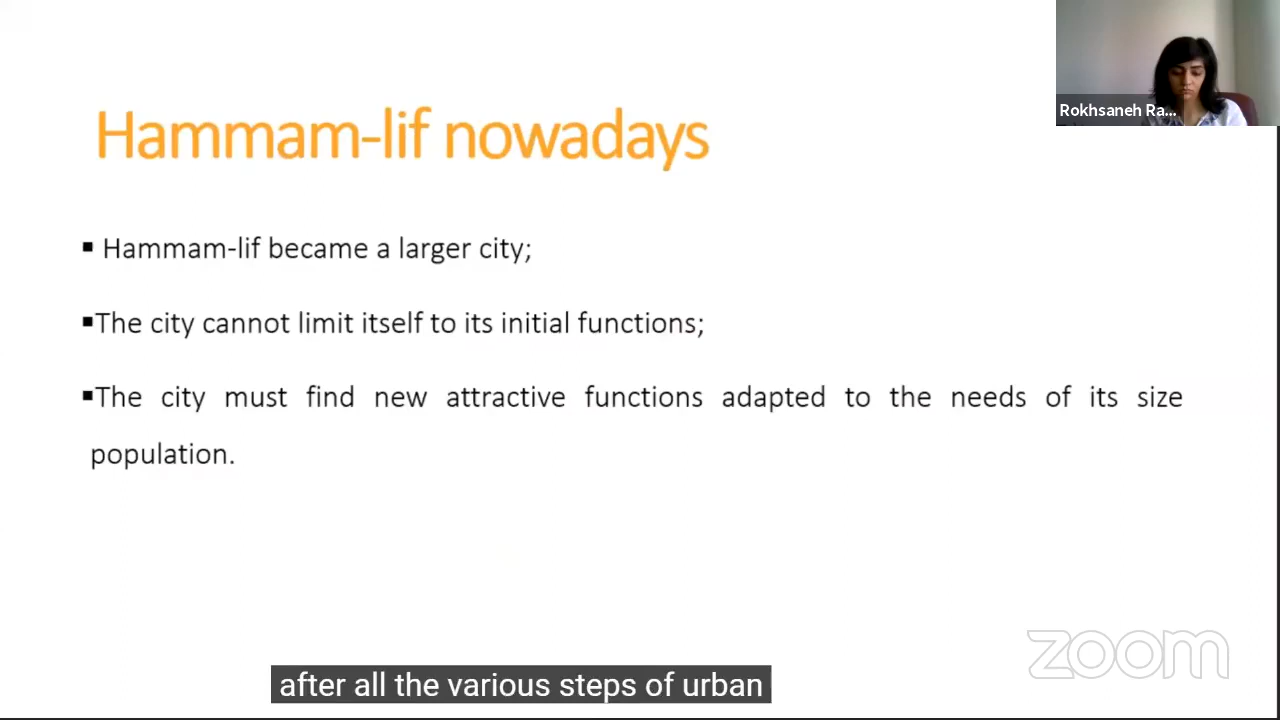 Rokhsaneh Ra...
Hammam-lif nowadays
▪ Hammam-lif became a larger city;
▪The city cannot limit itself to its initial functions;
▪The city must find new attractive functions adapted to the needs of its size
population.
zoom
after all the various steps of urban